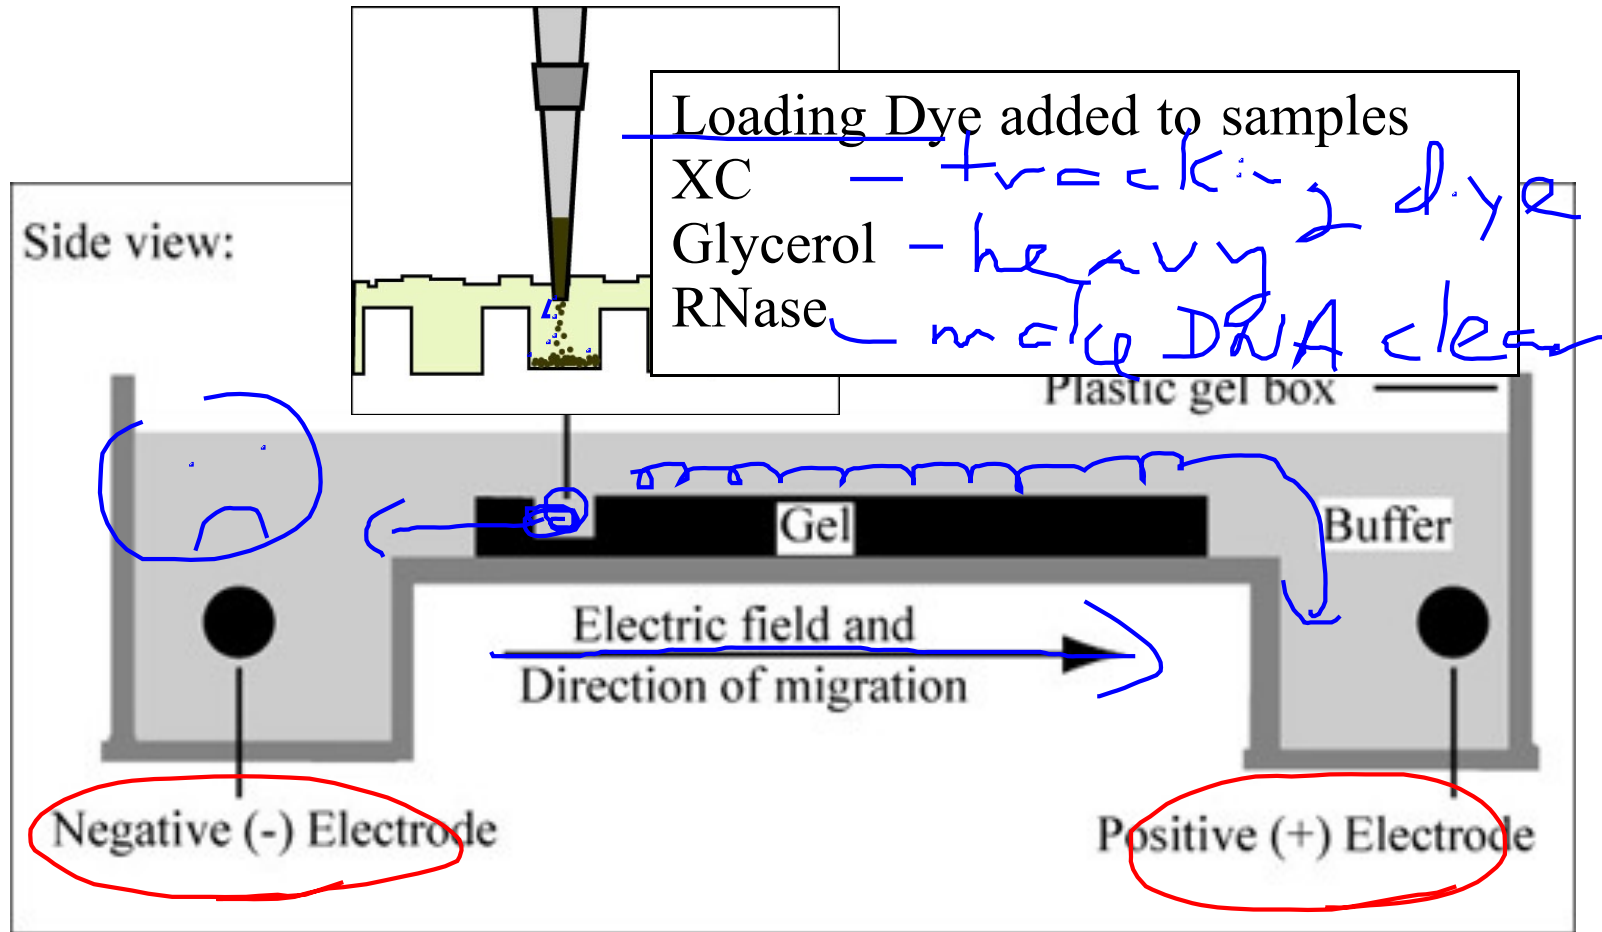 Loading Dye added to samples
XC - tracking dye
Glycerol - heavy
RNase - make DNA clear
Side view:
Plastic gel box
Gel
Buffer
Electric field and
Direction of migration
Negative (-) Electrode
Positive (+) Electrode